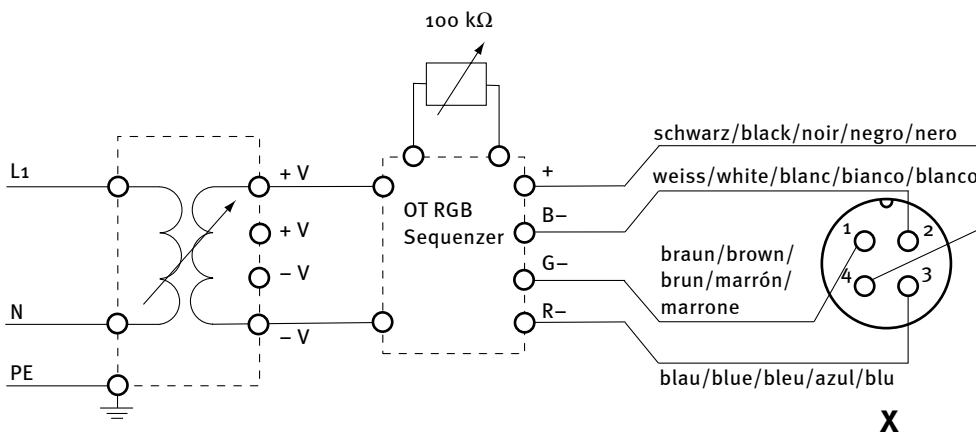 100 kΩ
L1
N
PE
+ V
+ V
– V
– V
OT RGB
Sequenzer
+
B–
G–
R–
schwarz/black/noir/negro/nero
weiss/white/blanc/bianco/blanco
braun/brown/
brun/marrón/
marrone
blau/blue/bleu/azul/blu
1
2
4
3
X